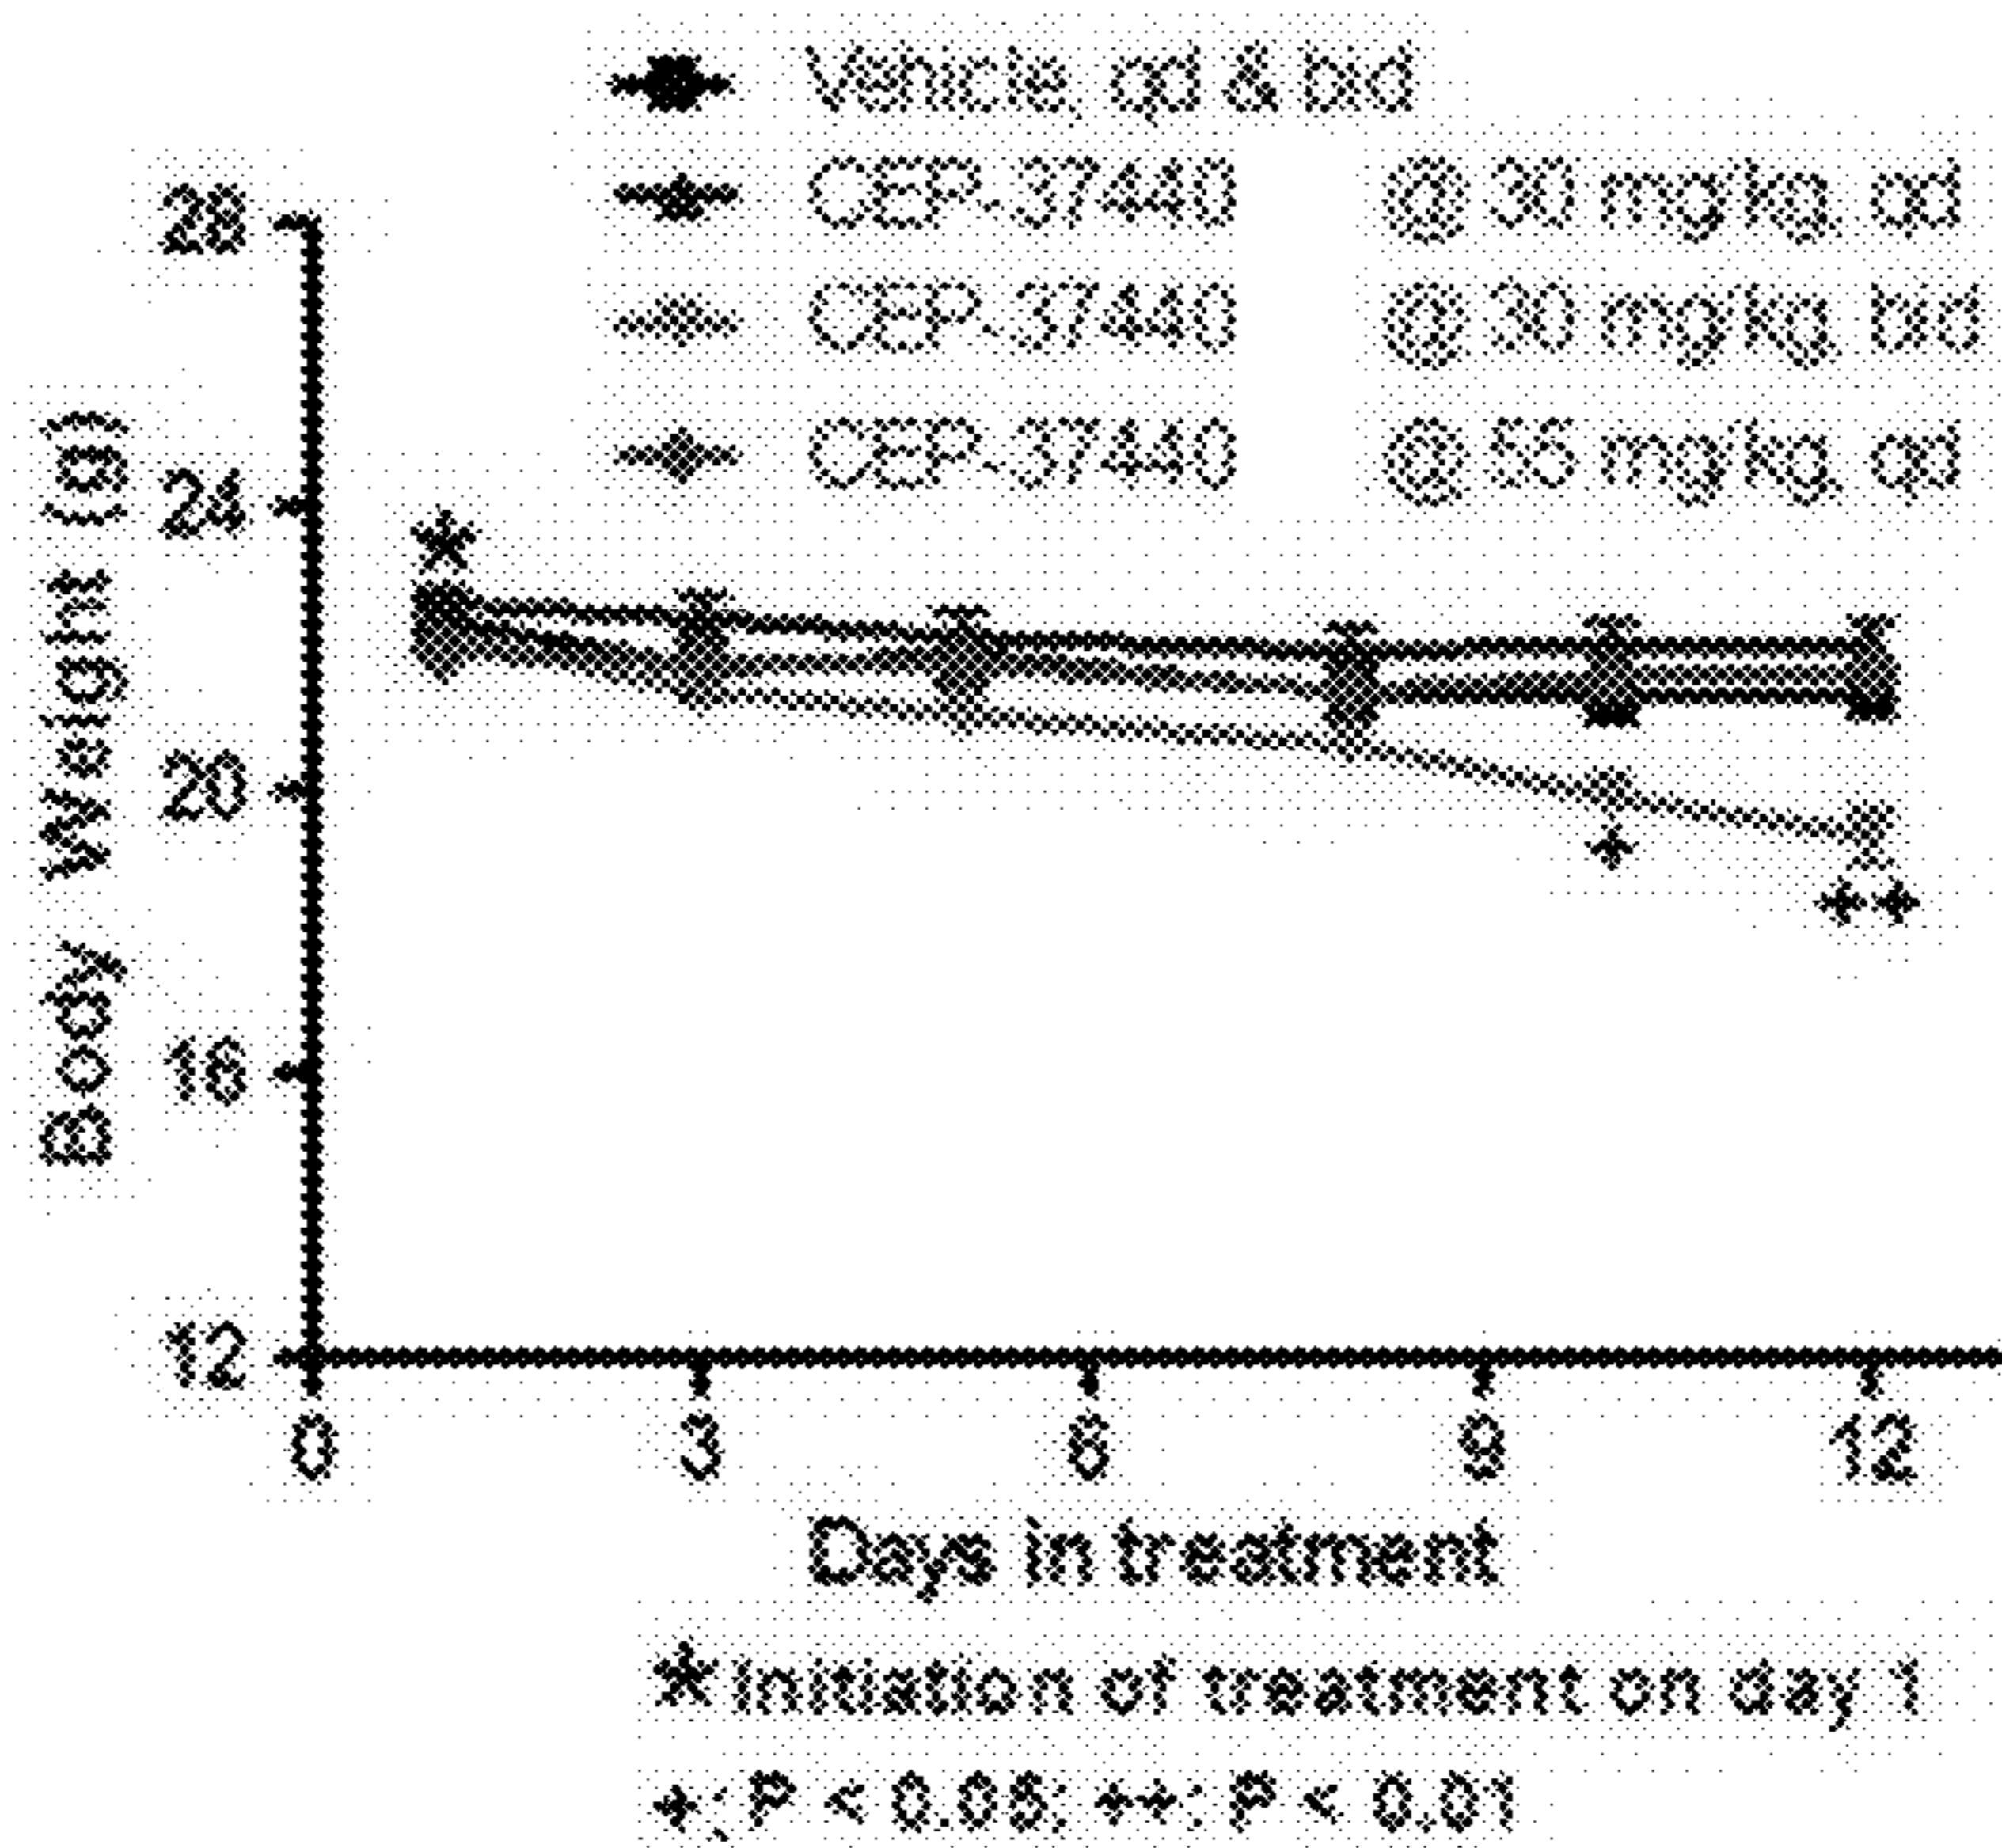 Vehicle, qd & bid
CEP-37440 @ 30 mg/kg, qd
CEP-37440 @ 30 mg/kg, bid
CEP-37440 @ 55 mg/kg, qd
Body Weight (g)
28
24
20
16
12
0 3 6 9 12
Days in treatment
* Initiation of treatment on day 1
+: P < 0.05; ++: P < 0.01